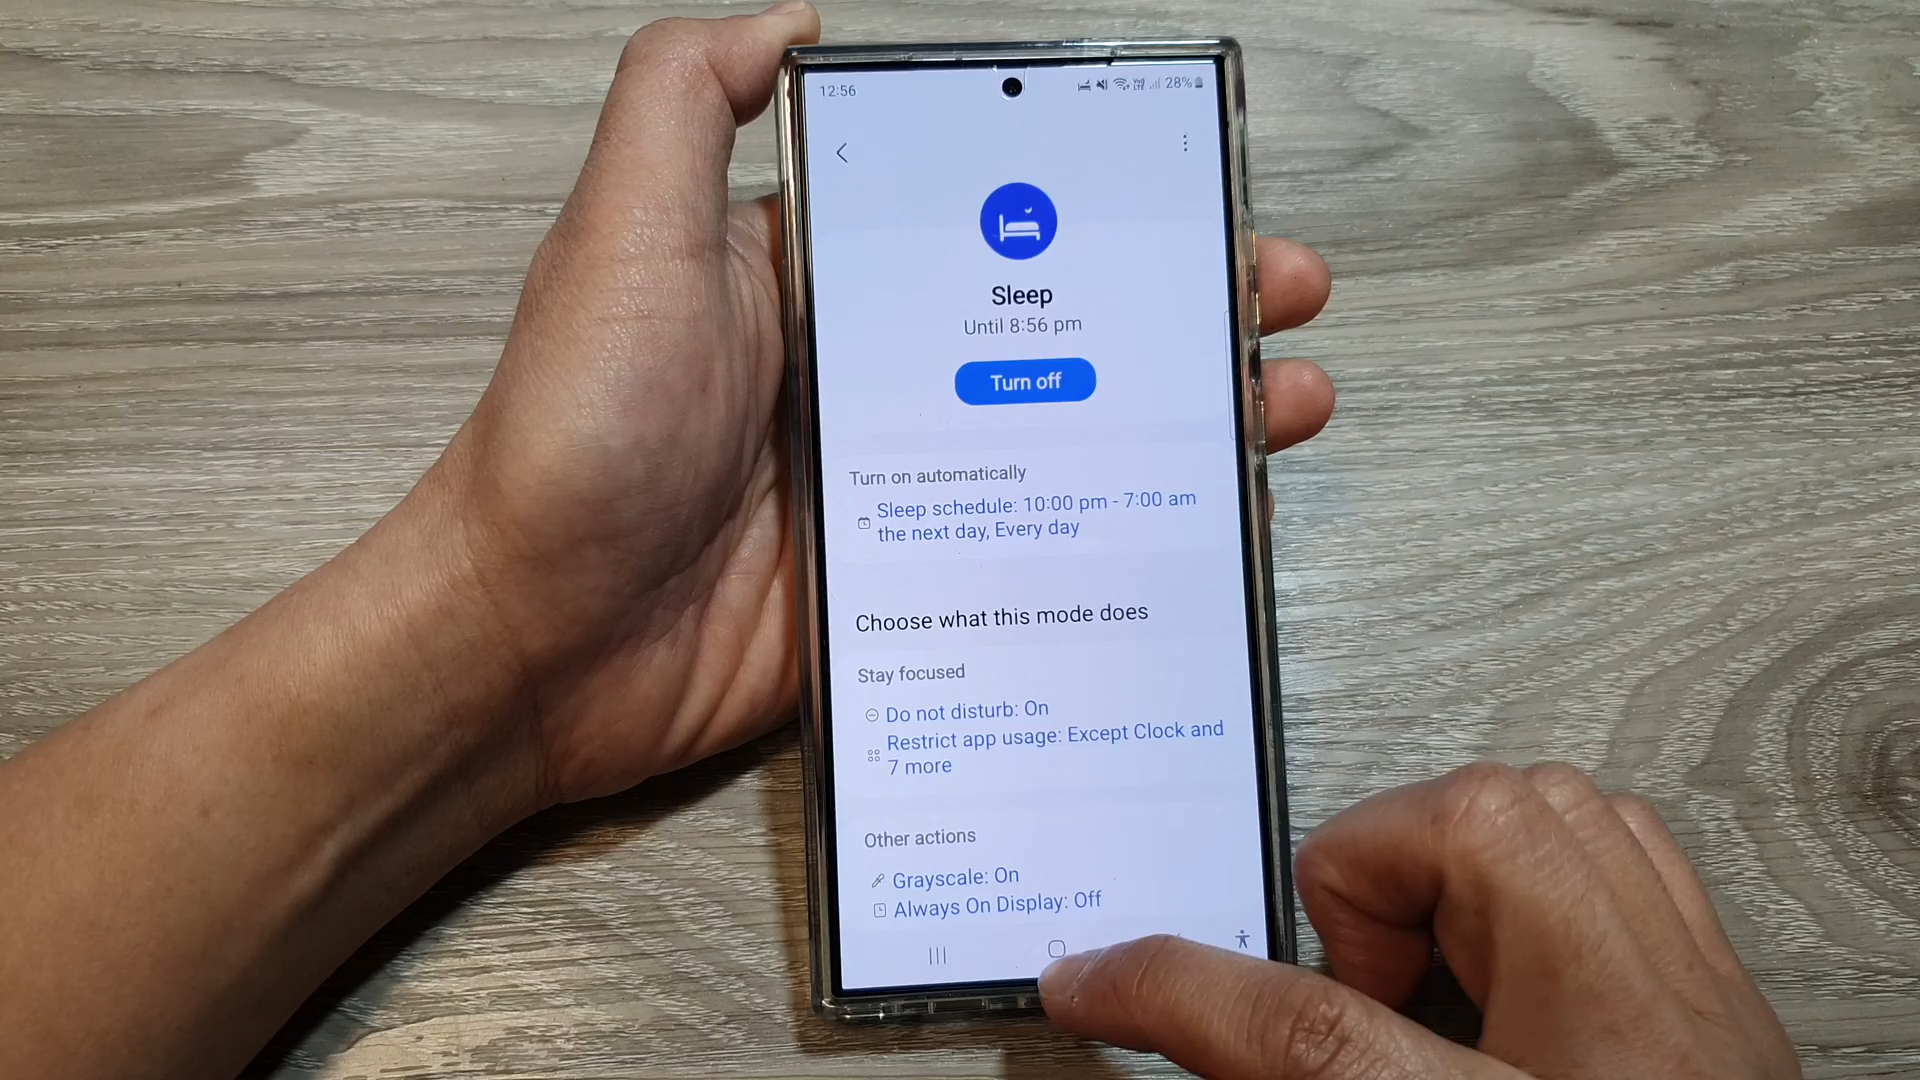 12:56
28%
Sleep
Until 8:56 pm
Turn off
Turn on automatically
Sleep schedule: 10:00 pm - 7:00 am
the next day, Every day
Choose what this mode does
Stay focused
Do not disturb: On
Restrict app usage: Except Clock and
7 more
Other actions
Grayscale: On
Always On Display: Off